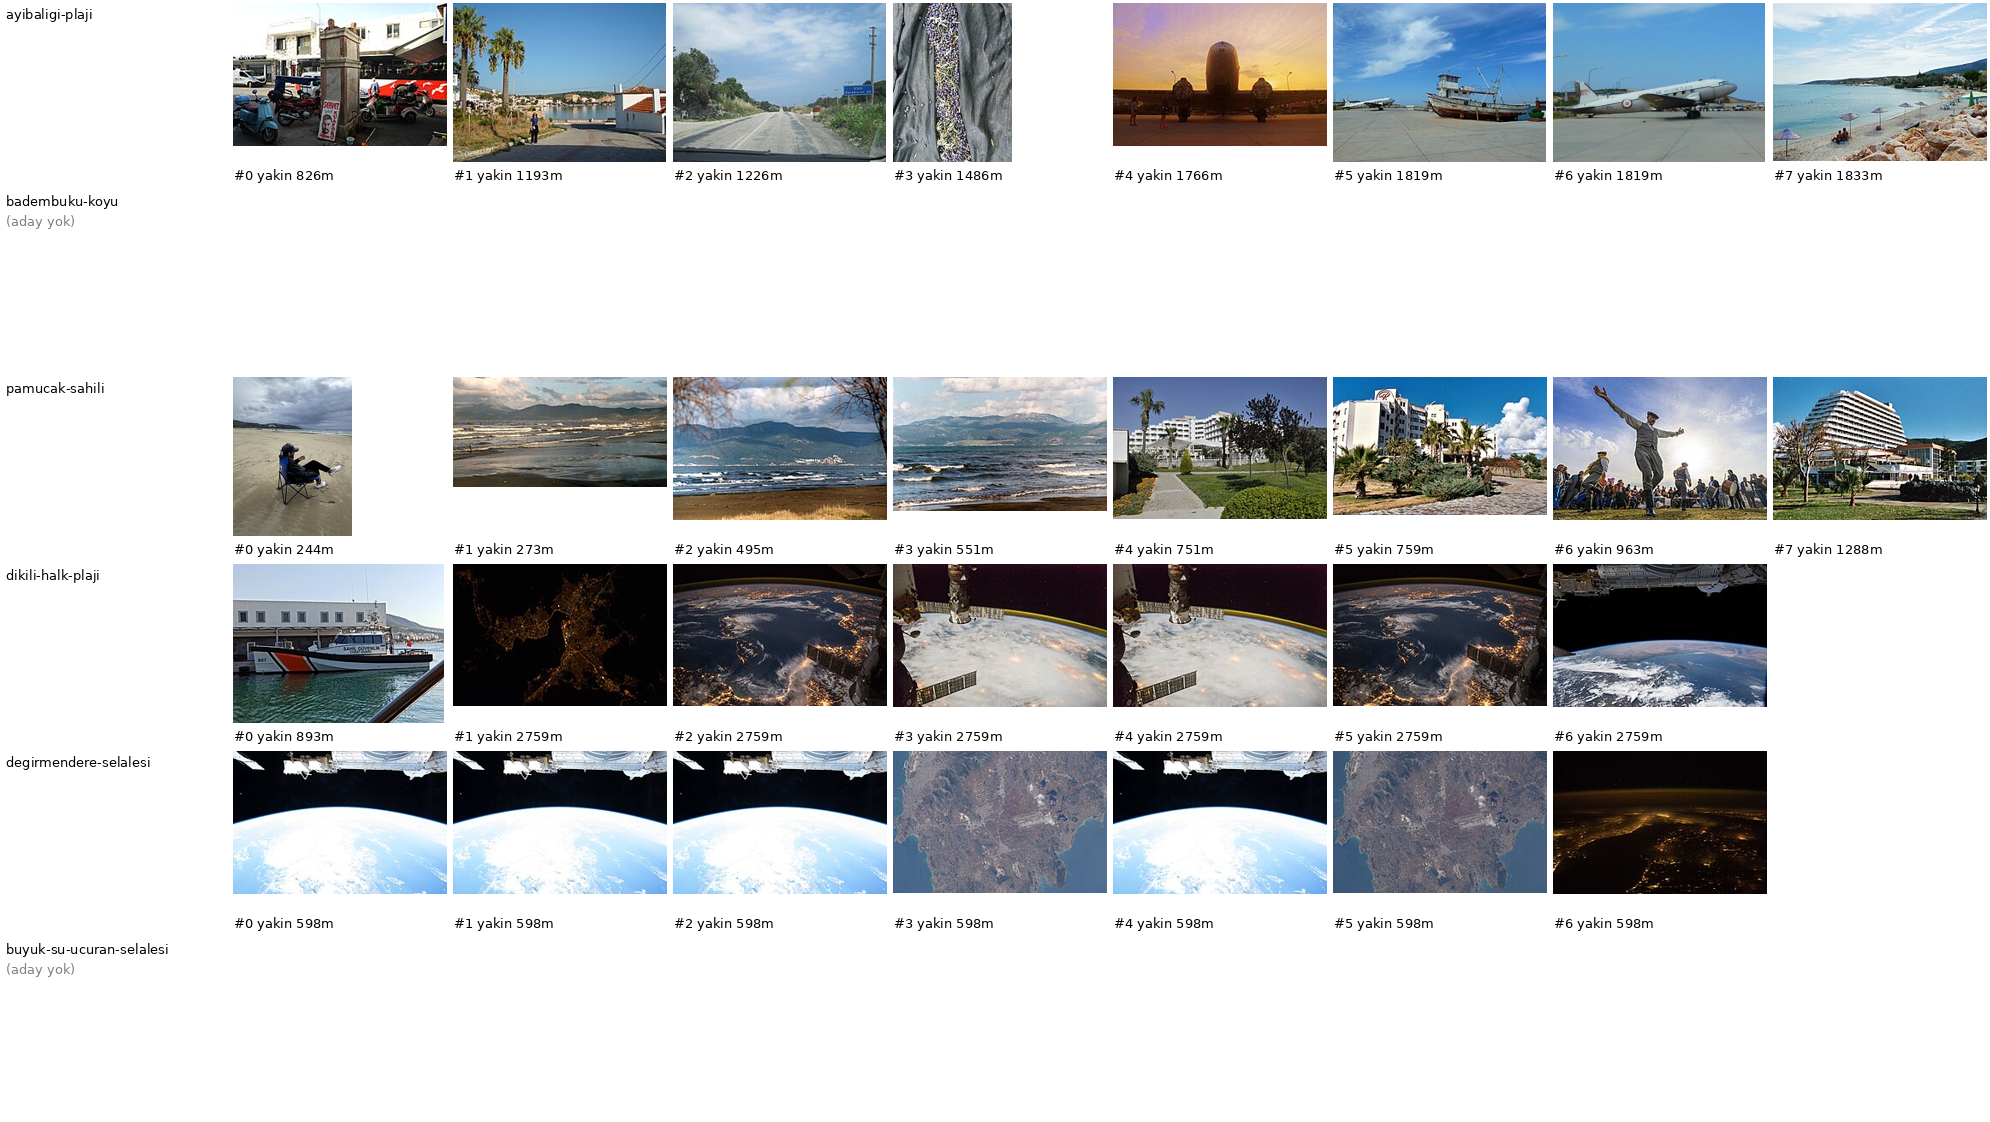 ayibaligi-plaji
#0 yakin 826m
#1 yakin 1193m
#2 yakin 1226m
#3 yakin 1486m
#4 yakin 1766m
#5 yakin 1819m
#6 yakin 1819m
#7 yakin 1833m
badembuku-koyu
(aday yok)
pamucak-sahili
#0 yakin 244m
#1 yakin 273m
#2 yakin 495m
#3 yakin 551m
#4 yakin 751m
#5 yakin 759m
#6 yakin 963m
#7 yakin 1288m
dikili-halk-plaji
SAHİL GÜVENLİK
#0 yakin 893m
#1 yakin 2759m
#2 yakin 2759m
#3 yakin 2759m
#4 yakin 2759m
#5 yakin 2759m
#6 yakin 2759m
degirmendere-selalesi
#0 yakin 598m
#1 yakin 598m
#2 yakin 598m
#3 yakin 598m
#4 yakin 598m
#5 yakin 598m
#6 yakin 598m
buyuk-su-ucuran-selalesi
(aday yok)